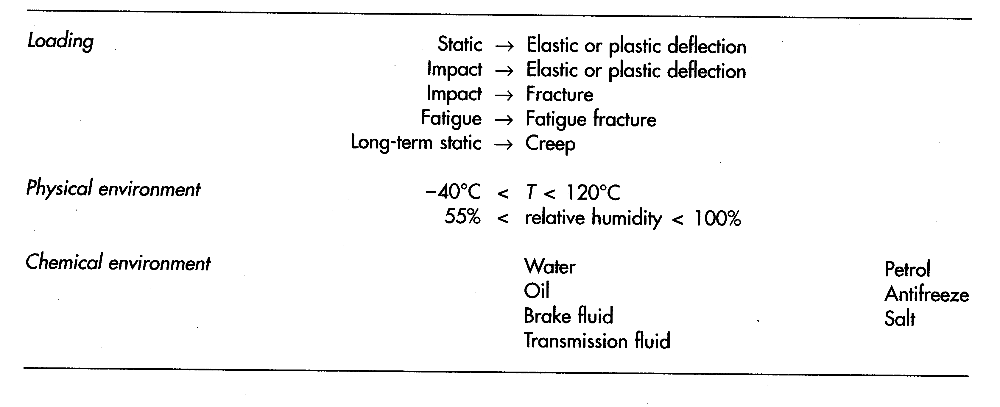 Loading Static → Elastic or plastic deflection
Impact → Elastic or plastic deflection
Impact → Fracture
Fatigue → Fatigue fracture
Long-term static → Creep
Physical environment −40°C < T < 120°C
55% < relative humidity < 100%
Chemical environment Water Petrol
Oil Antifreeze
Brake fluid Salt
Transmission fluid